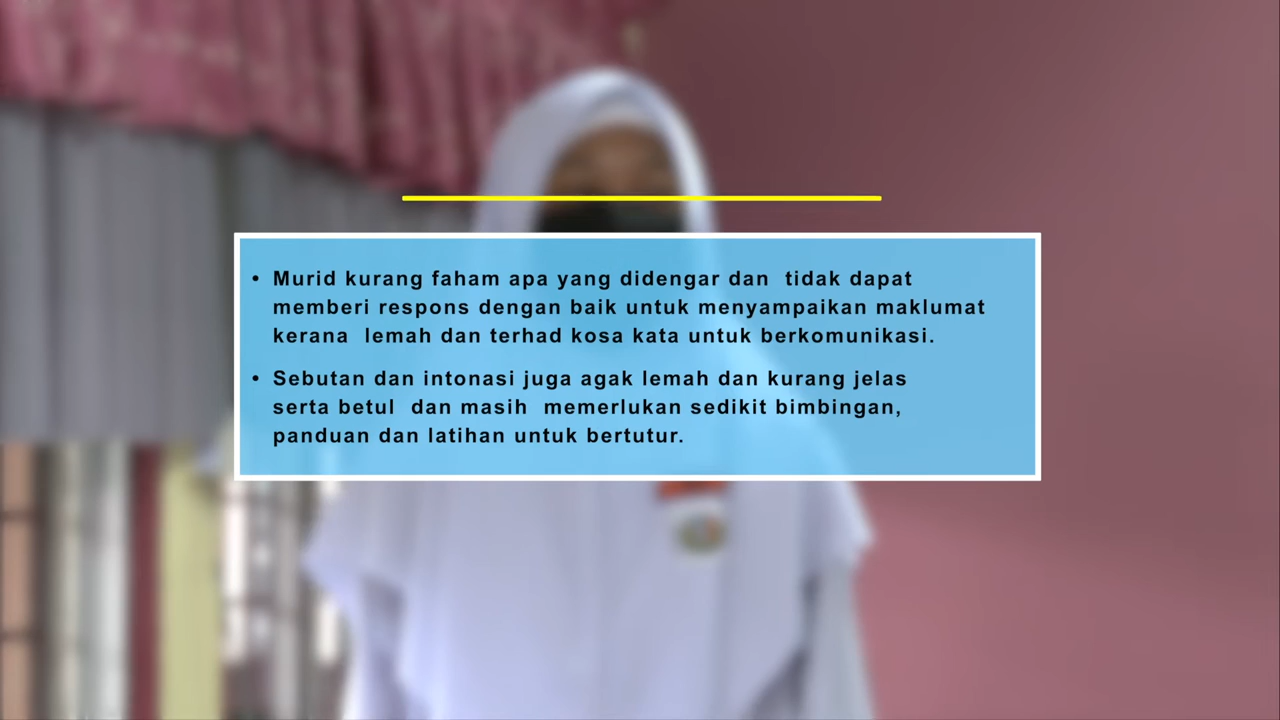 • Murid kurang faham apa yang didengar dan  tidak dapat
memberi respons dengan baik untuk menyampaikan maklumat
kerana  lemah dan terhad kosa kata untuk berkomunikasi.
• Sebutan dan intonasi juga agak lemah dan kurang jelas
serta betul  dan masih  memerlukan sedikit bimbingan,
panduan dan latihan untuk bertutur.